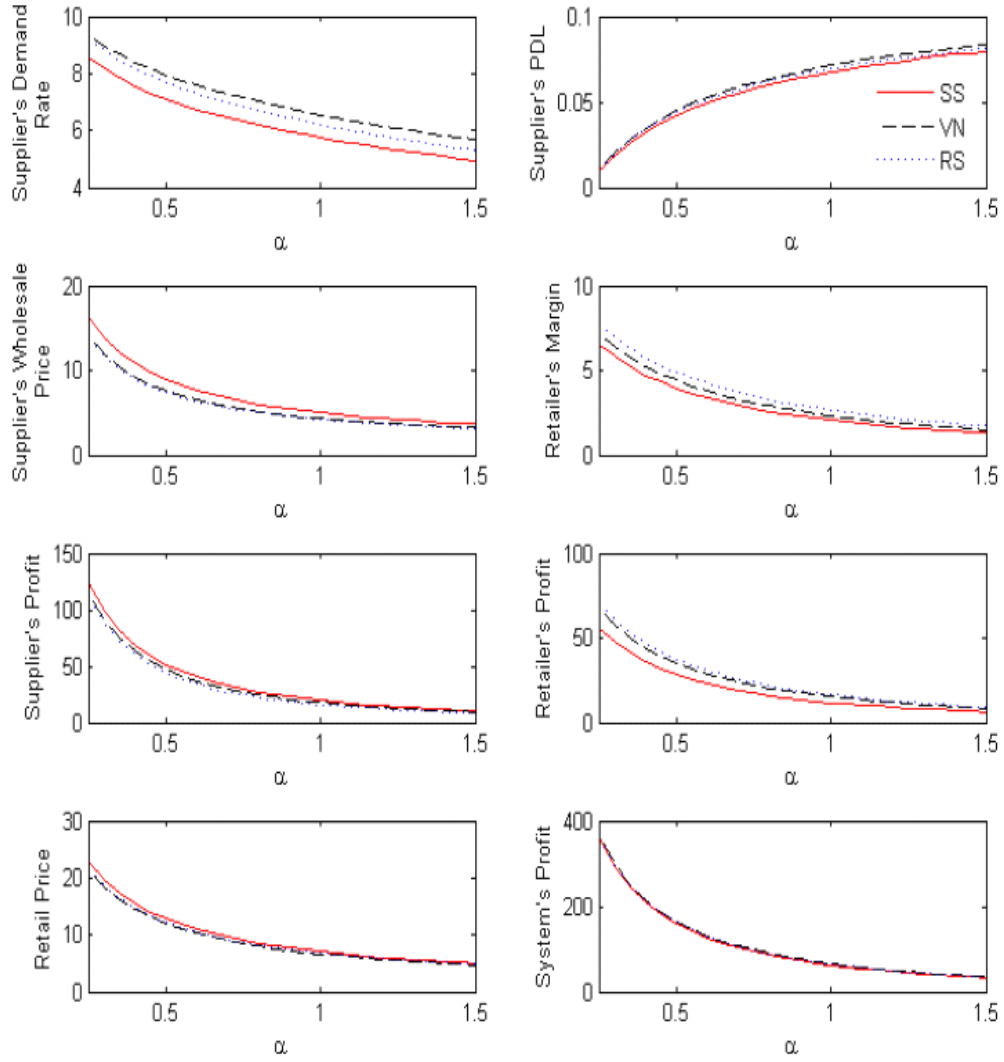 Supplier's Demand
Rate
10
8
6
4
0.5
1
1.5
α
Supplier's PDL
0.1
0.05
0
SS
VN
RS
0.5
1
1.5
α
Supplier's Wholesale
Price
20
10
0
0.5
1
1.5
α
Retailer's Margin
10
5
0
0.5
1
1.5
α
Supplier's Profit
150
100
50
0
0.5
1
1.5
α
Retailer's Profit
100
50
0
0.5
1
1.5
α
Retail Price
30
20
10
0
0.5
1
1.5
α
System's Profit
400
200
0
0.5
1
1.5
α